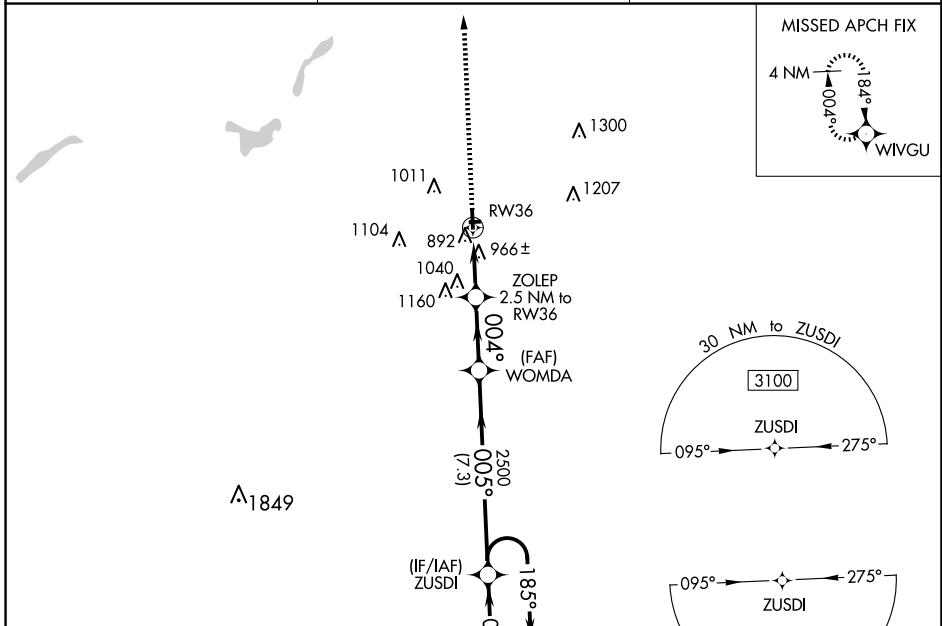 MISSED APCH FIX
4 NM
184°
004°
WIVGU
1300
1011
1207
RW36
1104
892
966±
1040
ZOLEP
2.5 NM to
RW36
1160
004°
(FAF)
WOMDA
30 NM to ZUSDI
3100
ZUSDI
095°
275°
2500
005°
(7.3)
1849
(IF/IAF)
ZUSDI
185°
095°
275°
ZUSDI
0